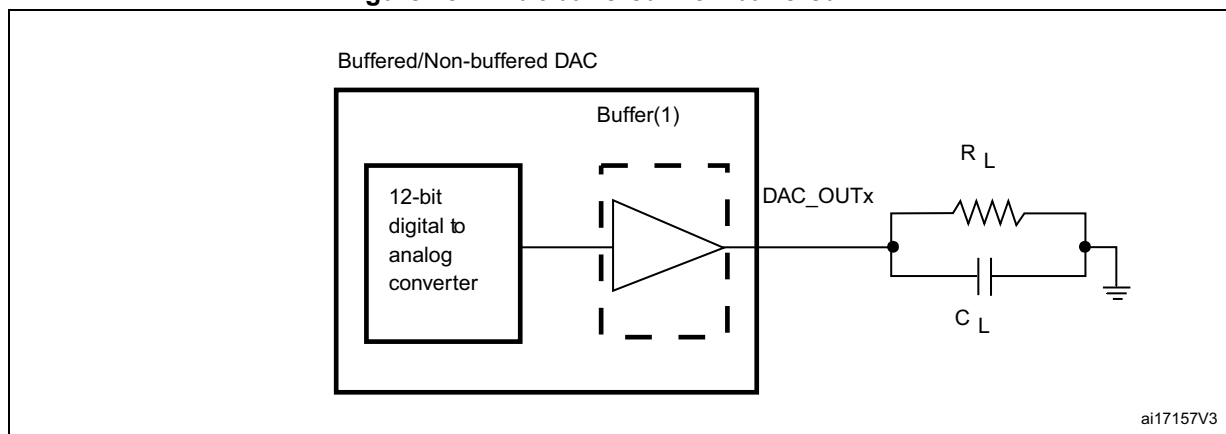 Buffered/Non-buffered DAC
Buffer(1)
12-bit
digital to
analog
converter
DAC_OUTx
R L
C L
ai17157V3